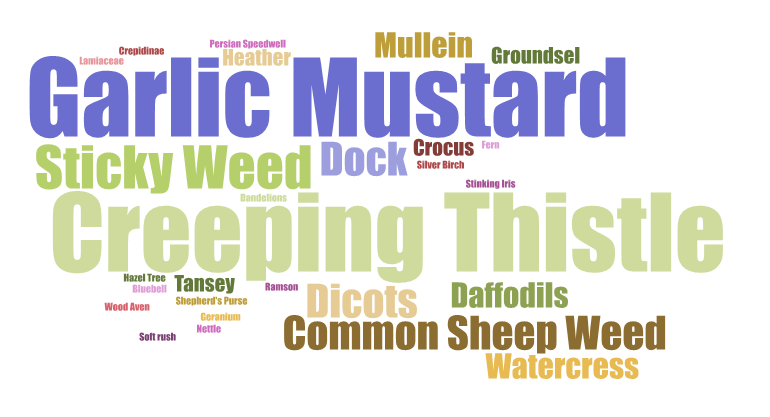 Persian Speedwell
Mullein
Crepidinae
Groundsel
Heather
Lamiaceae
Garlic Mustard
Crocus
Fern
Sticky Weed
Dock
Silver Birch
Stinking Iris
Dandelions
Creeping Thistle
Hazel Tree
Tansey
Bluebell
Ramson
Dicots
Daffodils
Shepherd's Purse
Wood Aven
Geranium
Nettle
Common Sheep Weed
Soft rush
Watercress